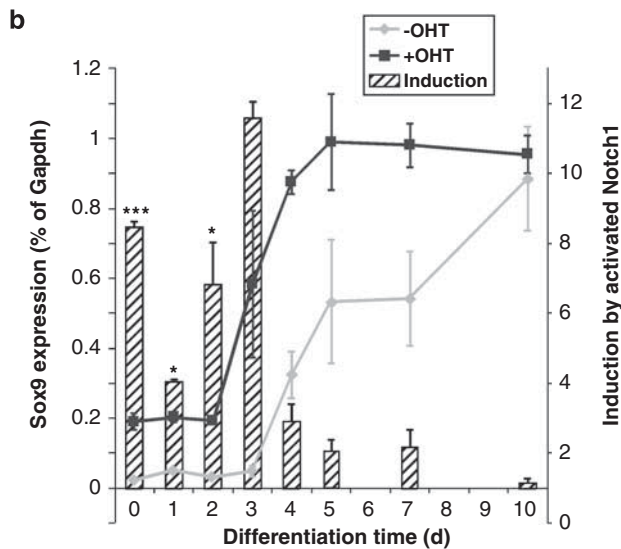 b
-OHT
+OHT
Induction
Sox9 expression (% of Gapdh)
1.2
1
0.8
0.6
0.4
0.2
0
***
*
*
12
10
8
6
4
2
0
Induction by activated Notch1
0 1 2 3 4 5 6 7 8 9 10
Differentiation time (d)